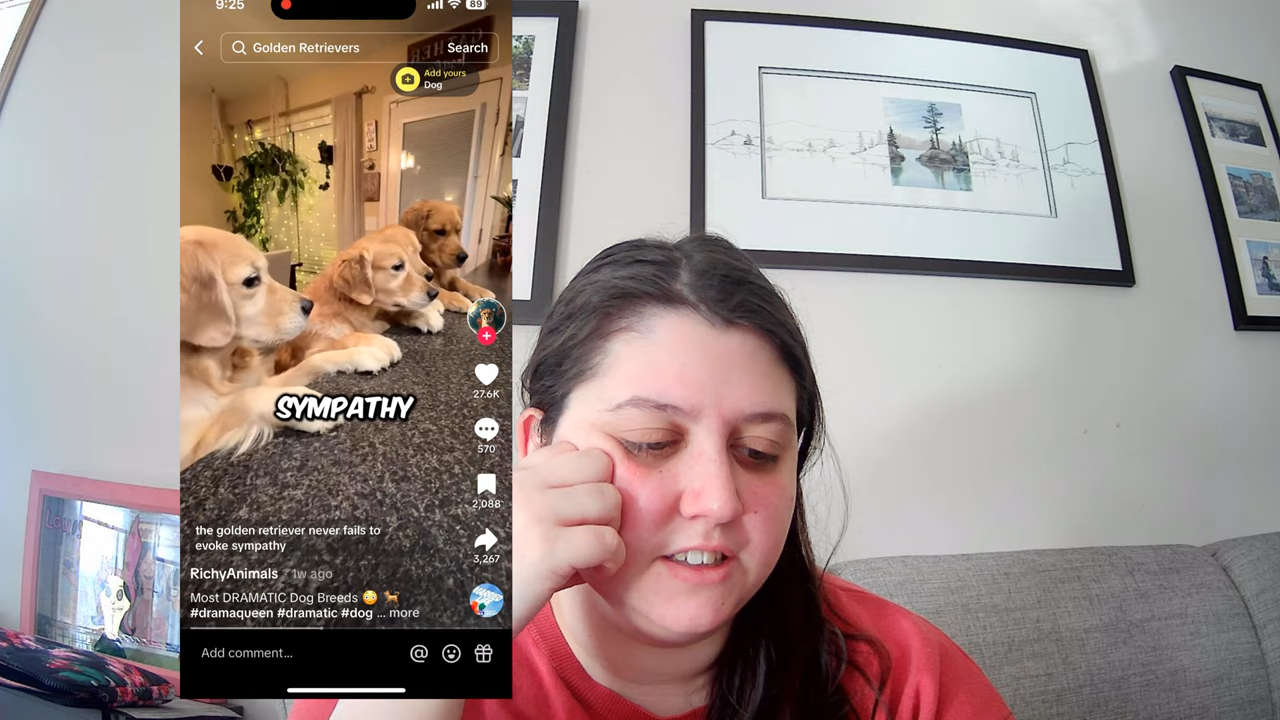 9:25
89
Golden Retrievers
Search
GATHER
Add yours
Dog
SYMPATHY
27.6K
570
2,088
3,267
the golden retriever never fails to
evoke sympathy
RichyAnimals 1w ago
Most DRAMATIC Dog Breeds 😳 🐕
#dramaqueen #dramatic #dog ... more
Add comment...